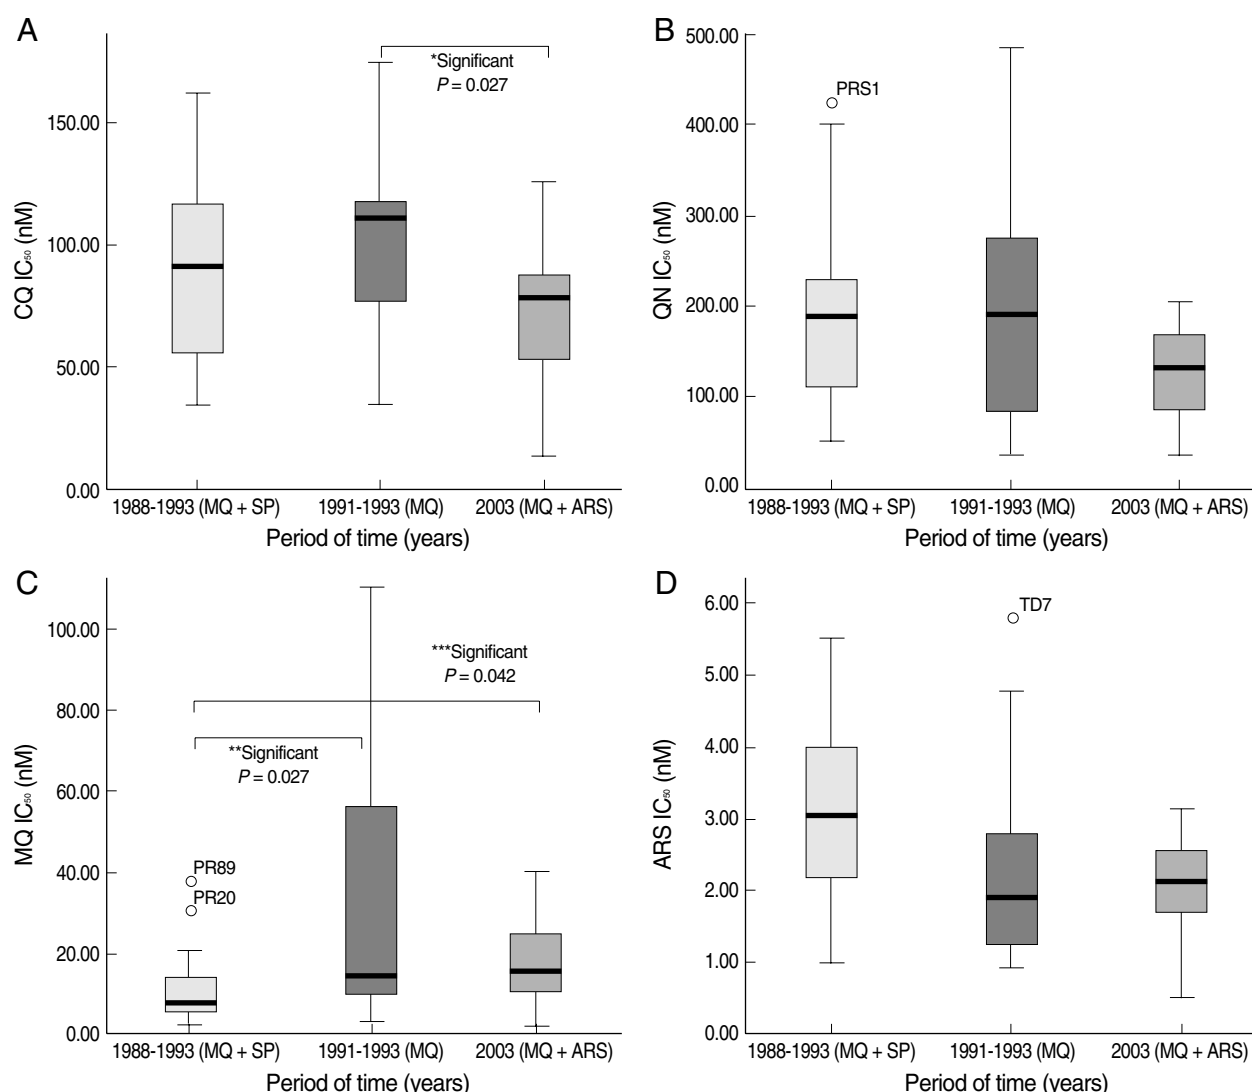 A
*Significant
P = 0.027
CQ IC50 (nM)
150.00
100.00
50.00
0.00
1988-1993 (MQ + SP)
1991-1993 (MQ)
2003 (MQ + ARS)
Period of time (years)
B
PRS1
QN IC50 (nM)
500.00
400.00
300.00
200.00
100.00
0.00
1988-1993 (MQ + SP)
1991-1993 (MQ)
2003 (MQ + ARS)
Period of time (years)
C
***Significant
P = 0.042
**Significant
P = 0.027
PR89
PR20
MQ IC50 (nM)
100.00
80.00
60.00
40.00
20.00
0.00
1988-1993 (MQ + SP)
1991-1993 (MQ)
2003 (MQ + ARS)
Period of time (years)
D
TD7
ARS IC50 (nM)
6.00
5.00
4.00
3.00
2.00
1.00
0.00
1988-1993 (MQ + SP)
1991-1993 (MQ)
2003 (MQ + ARS)
Period of time (years)